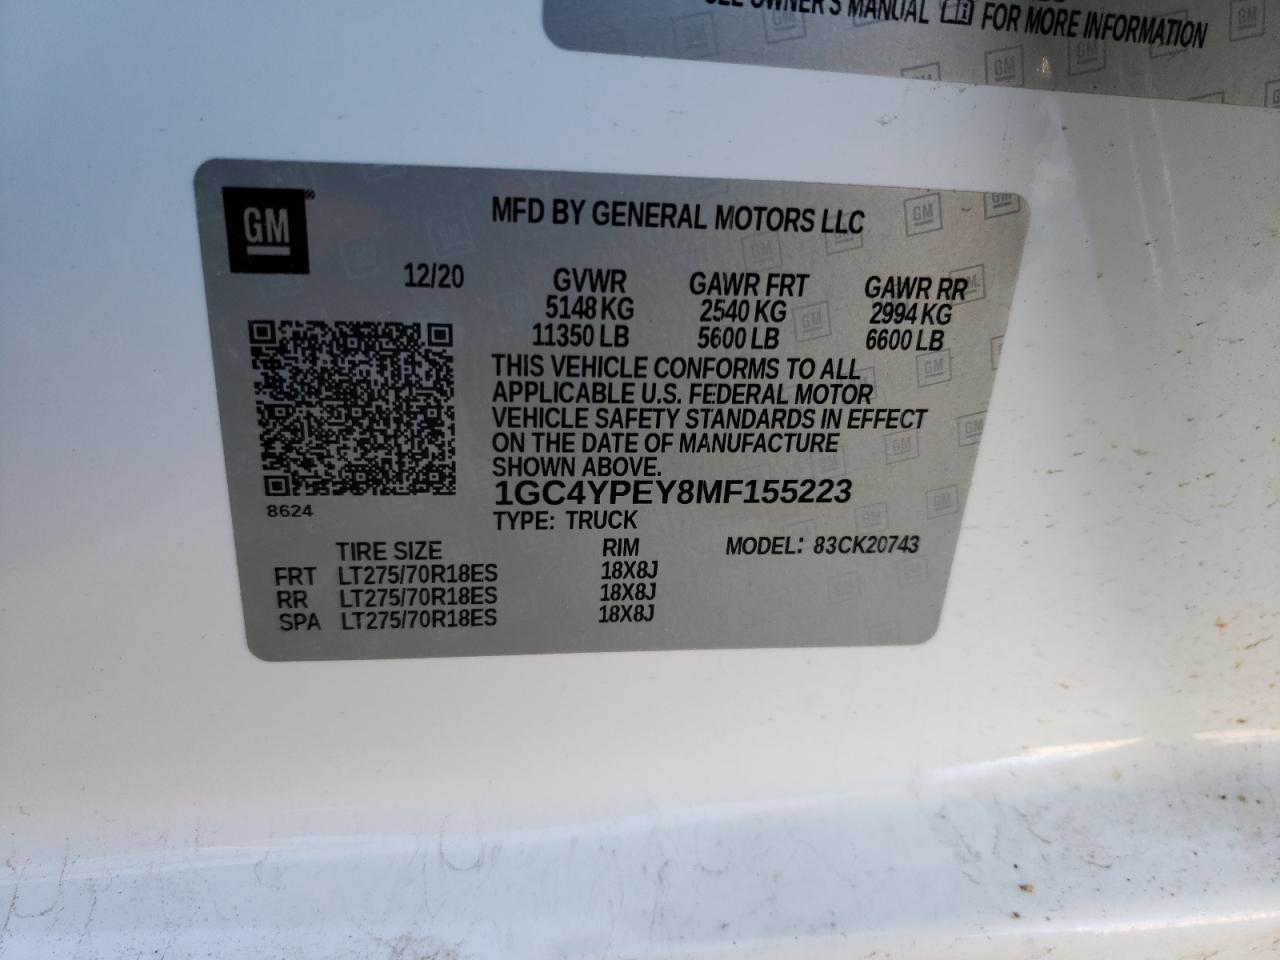 OWNER'S MANUAL FOR MORE INFORMATION
GM
MFD BY GENERAL MOTORS LLC
12/20 GVWR GAWR FRT GAWR RR
5148 KG 2540 KG 2994 KG
11350 LB 5600 LB 6600 LB
THIS VEHICLE CONFORMS TO ALL
APPLICABLE U.S. FEDERAL MOTOR
VEHICLE SAFETY STANDARDS IN EFFECT
ON THE DATE OF MANUFACTURE
SHOWN ABOVE.
1GC4YPEY8MF155223
8624
TYPE: TRUCK
TIRE SIZE RIM MODEL: 83CK20743
FRT LT275/70R18ES 18X8J
RR LT275/70R18ES 18X8J
SPA LT275/70R18ES 18X8J